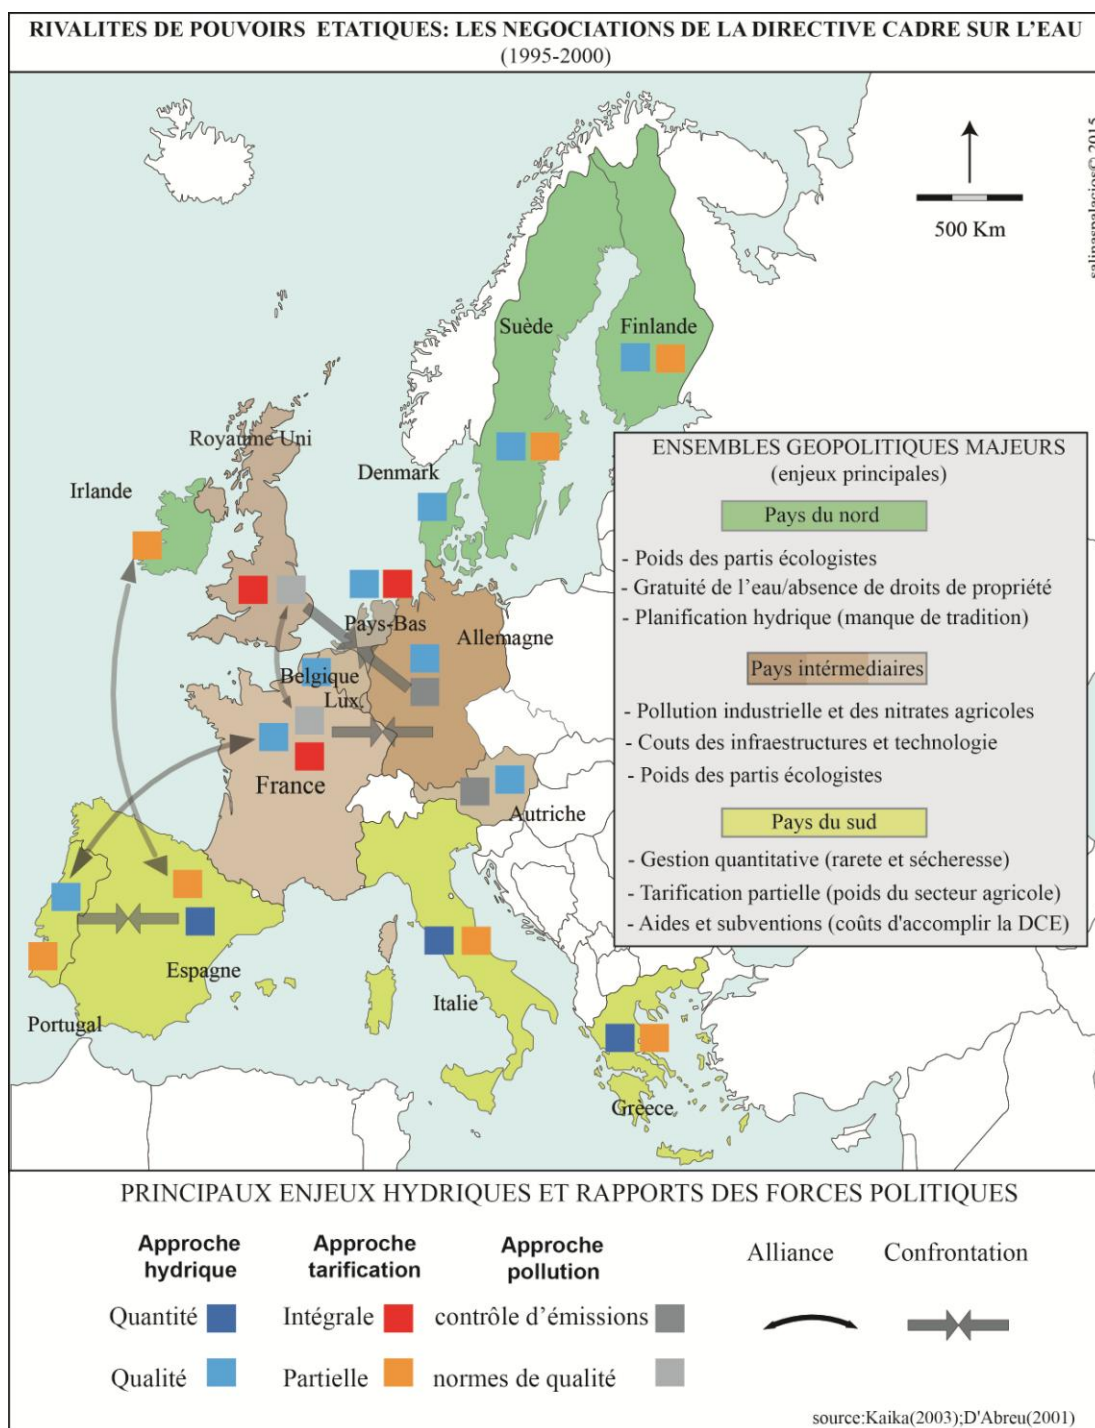 RIVALITES DE POUVOIRS ETATIQUES: LES NEGOCIATIONS DE LA DIRECTIVE CADRE SUR L'EAU
(1995-2000)
salinaspalacios© 2015
500 Km
Suède
Finlande
Royaume Uni
Denmark
Irlande
Pays-Bas
Allemagne
Belgique
Lux.
France
Autriche
Espagne
Italie
Portugal
Grèece
ENSEMBLES GEOPOLITIQUES MAJEURS
(enjeux principales)
Pays du nord
- Poids des partis écologistes
- Gratuité de l'eau/absence de droits de propriété
- Planification hydrique (manque de tradition)
Pays intérmediaires
- Pollution industrielle et des nitrates agricoles
- Couts des infraestructures et technologie
- Poids des partis écologistes
Pays du sud
- Gestion quantitative (rarete et sécheresse)
- Tarification partielle (poids du secteur agricole)
- Aides et subventions (coûts d'accomplir la DCE)
PRINCIPAUX ENJEUX HYDRIQUES ET RAPPORTS DES FORCES POLITIQUES
Approche
hydrique
Quantité
Qualité
Approche
tarification
Intégrale
Partielle
Approche
pollution
contrôle d'émissions
normes de qualité
Alliance
Confrontation
source:Kaika(2003);D'Abreu(2001)